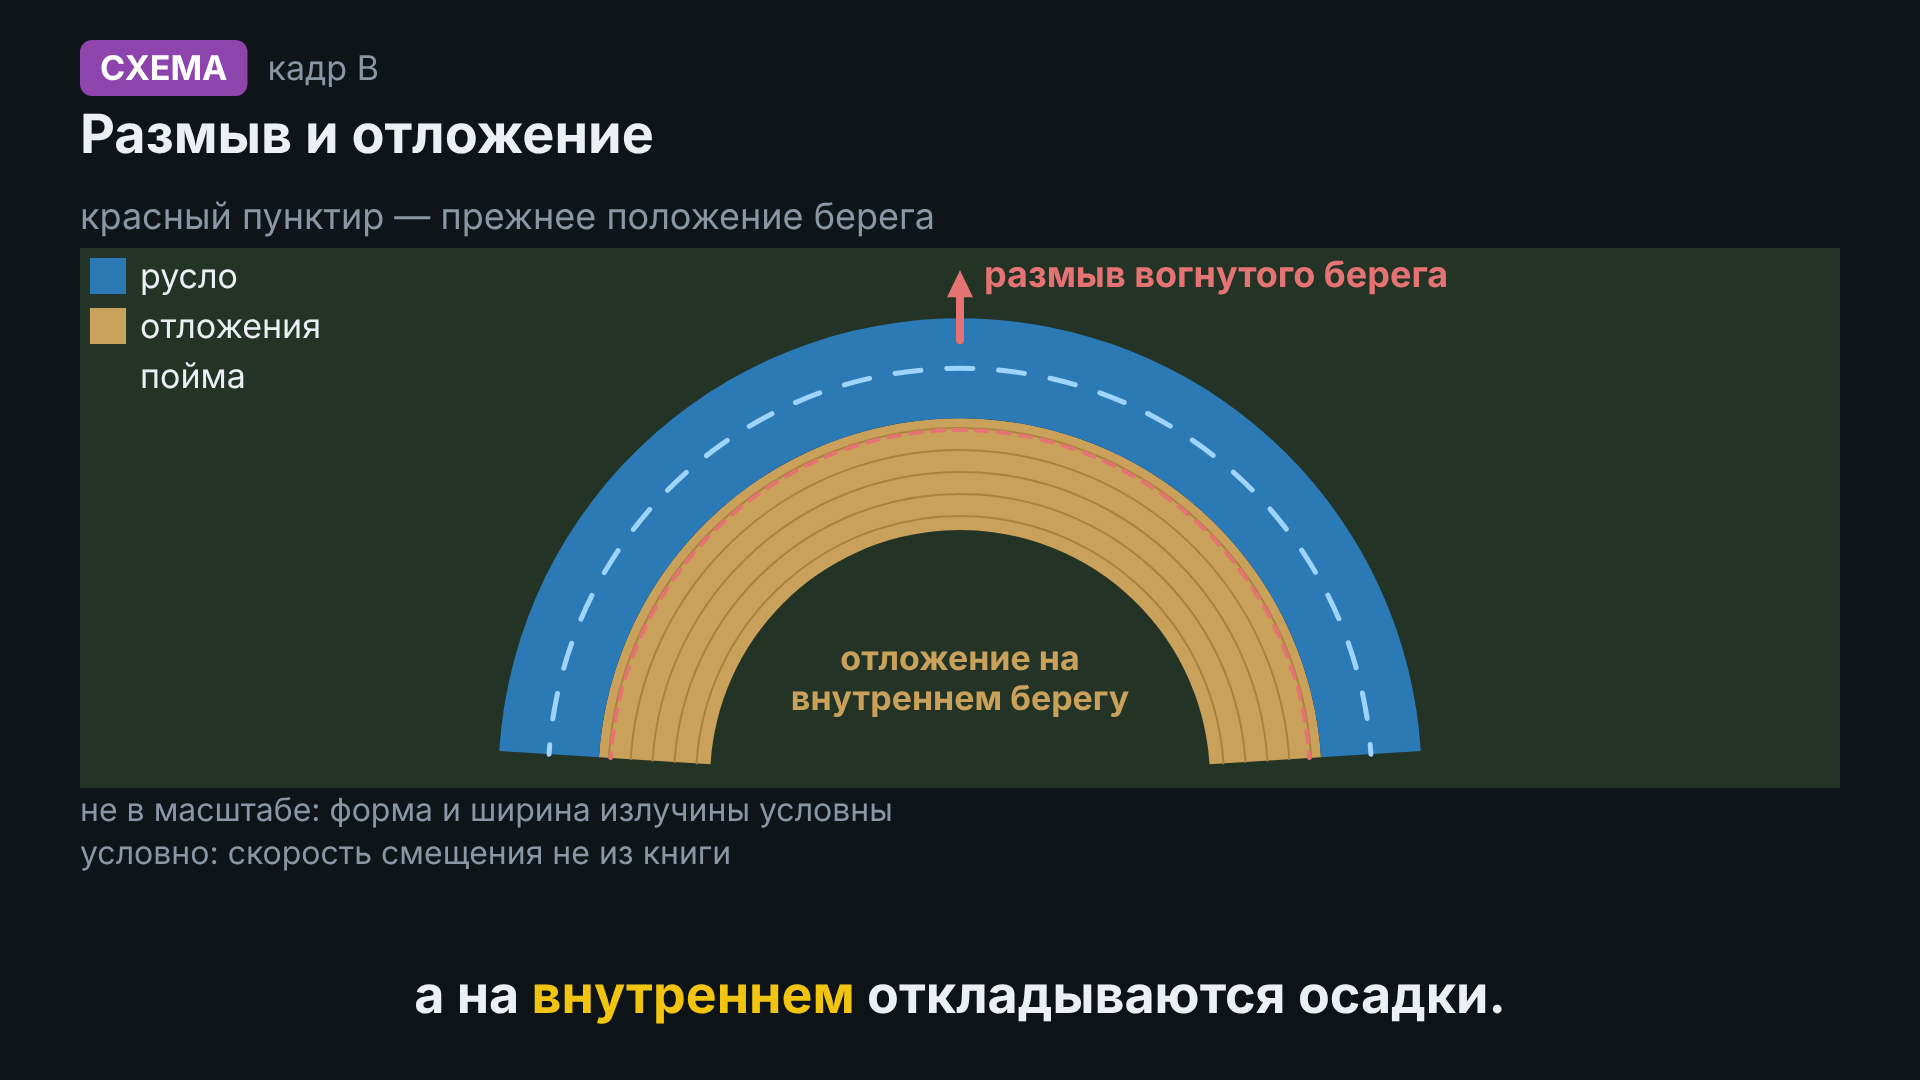 СХЕМА кадр В
Размыв и отложение
красный пунктир — прежнее положение берега
русло
отложения
пойма
размыв вогнутого берега
отложение на
внутреннем берегу
не в масштабе: форма и ширина излучины условны
условно: скорость смещения не из книги
а на внутреннем откладываются осадки.